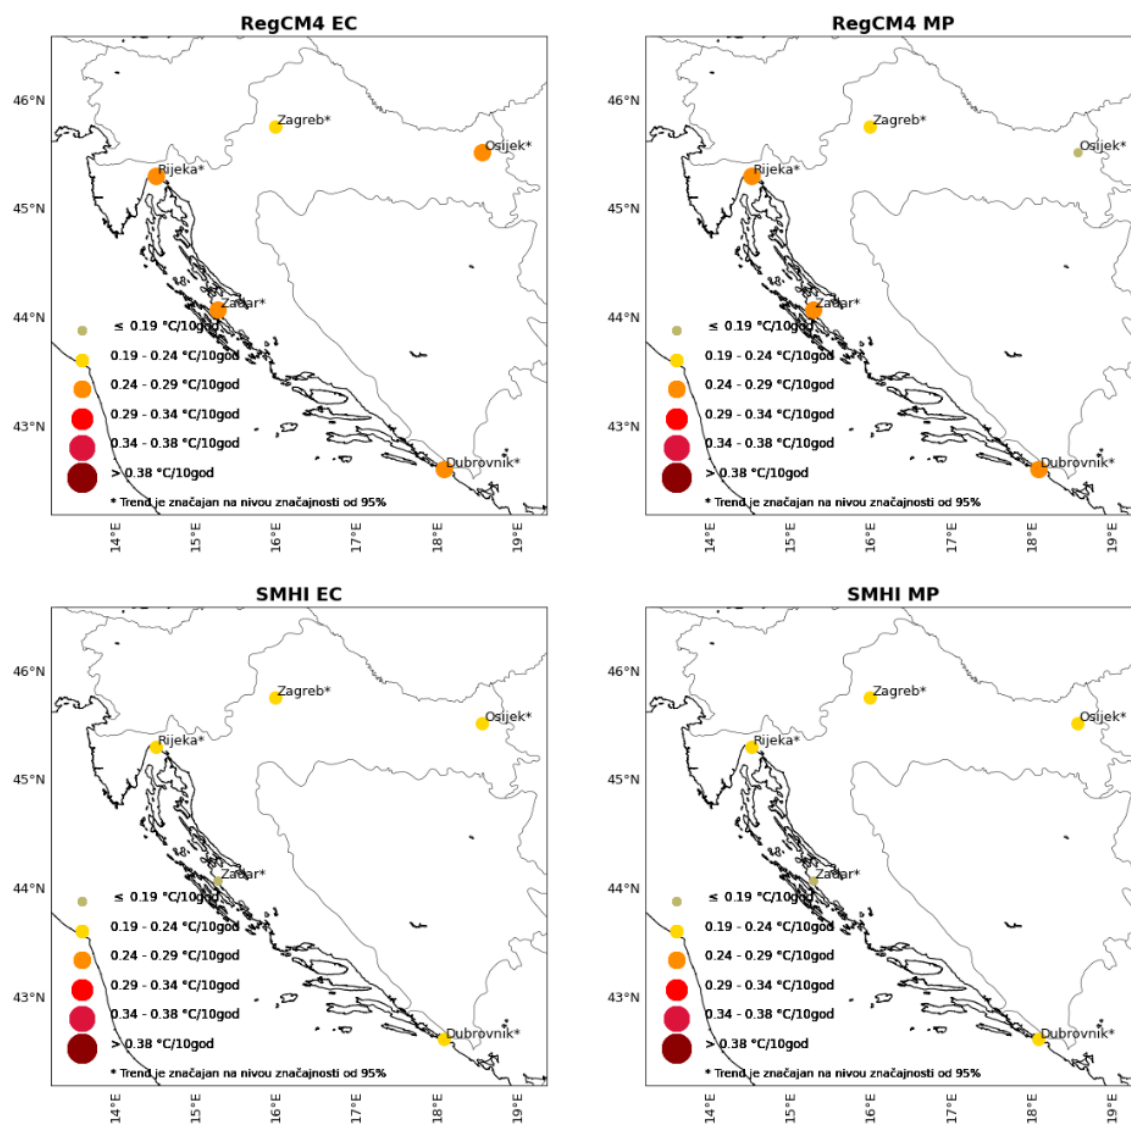 RegCM4 EC
46°N
45°N
44°N
43°N
Zagreb*
Osijek*
Rijeka*
Zadar*
≤ 0.19 °C/10god
0.19 - 0.24 °C/10god
0.24 - 0.29 °C/10god
0.29 - 0.34 °C/10god
0.34 - 0.38 °C/10god
> 0.38 °C/10god
Dubrovnik*
* Trend je značajan na nivou značajnosti od 95%
14°E
15°E
16°E
17°E
18°E
19°E
RegCM4 MP
46°N
45°N
44°N
43°N
Zagreb*
Osijek*
Rijeka*
Zadar*
≤ 0.19 °C/10god
0.19 - 0.24 °C/10god
0.24 - 0.29 °C/10god
0.29 - 0.34 °C/10god
0.34 - 0.38 °C/10god
> 0.38 °C/10god
Dubrovnik*
* Trend je značajan na nivou značajnosti od 95%
14°E
15°E
16°E
17°E
18°E
19°E
SMHI EC
46°N
45°N
44°N
43°N
Zagreb*
Osijek*
Rijeka*
Zadar*
≤ 0.19 °C/10god
0.19 - 0.24 °C/10god
0.24 - 0.29 °C/10god
0.29 - 0.34 °C/10god
0.34 - 0.38 °C/10god
> 0.38 °C/10god
Dubrovnik*
* Trend je značajan na nivou značajnosti od 95%
14°E
15°E
16°E
17°E
18°E
19°E
SMHI MP
46°N
45°N
44°N
43°N
Zagreb*
Osijek*
Rijeka*
Zadar*
≤ 0.19 °C/10god
0.19 - 0.24 °C/10god
0.24 - 0.29 °C/10god
0.29 - 0.34 °C/10god
0.34 - 0.38 °C/10god
> 0.38 °C/10god
Dubrovnik*
* Trend je značajan na nivou značajnosti od 95%
14°E
15°E
16°E
17°E
18°E
19°E